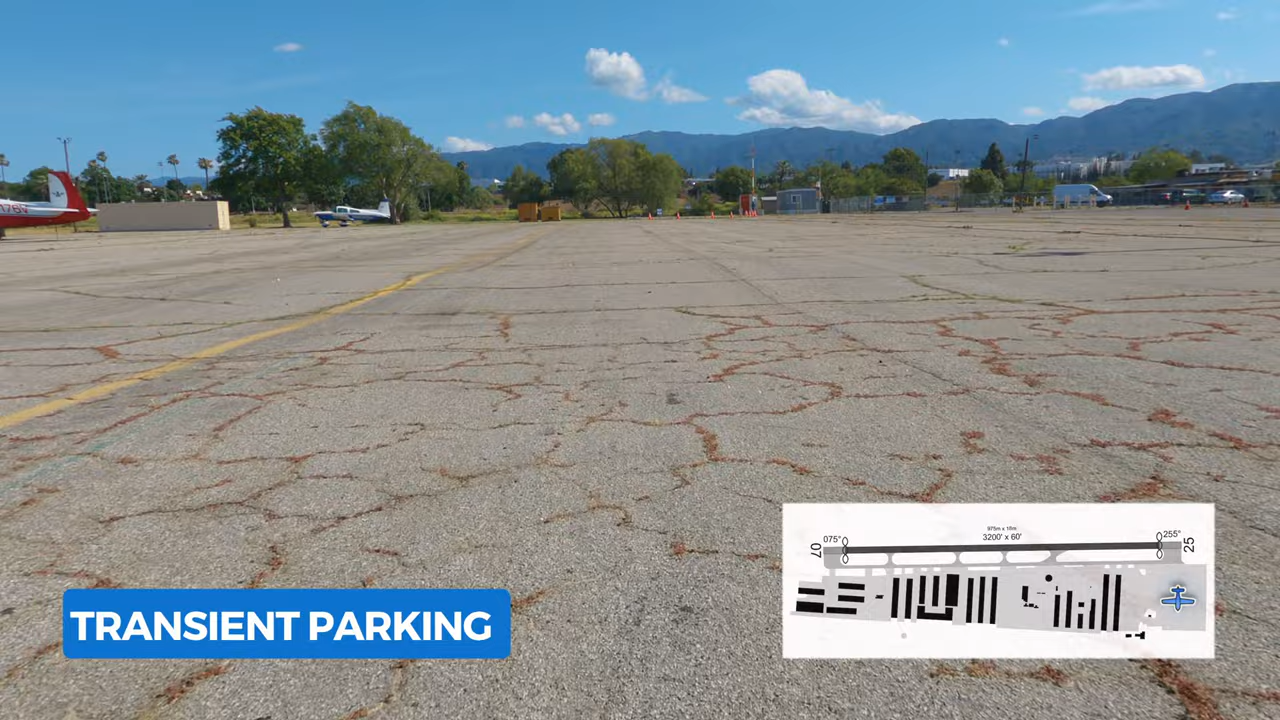 TRANSIENT PARKING
975m x 18m
3200' x 60'
075°
255°
07
25